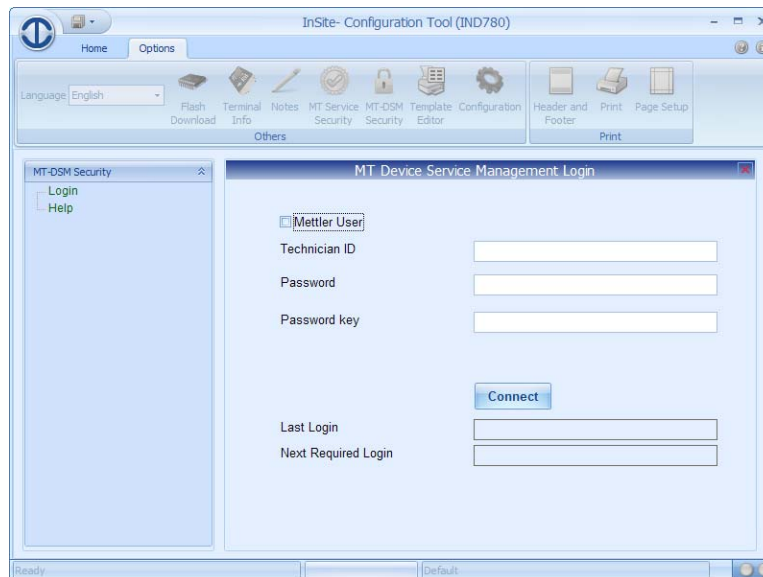 InSite- Configuration Tool (IND780)
Home Options
Language English
Flash Download
Terminal Info
Notes
MT Service Security
MT-DSM Security
Template Editor
Configuration
Header and Footer
Print
Page Setup
Others
Print
MT-DSM Security
Login
Help
MT Device Service Management Login
Mettler User
Technician ID
Password
Password key
Connect
Last Login
Next Required Login
Ready
Default